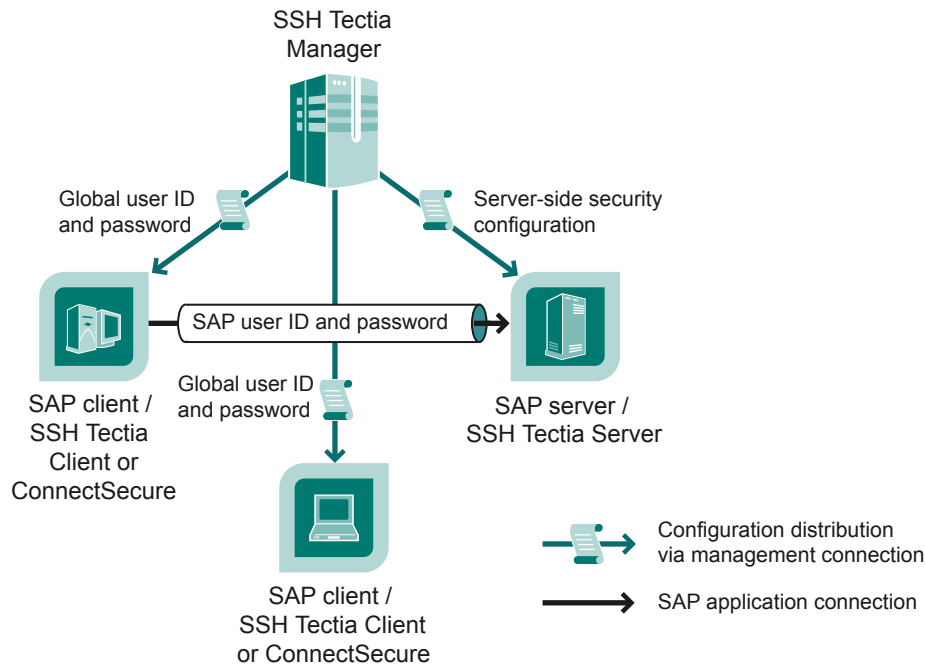 SSH Tectia
Manager
Global user ID
and password
Server-side security
configuration
SAP user ID and password
Global user ID
and password
SAP client /
SSH Tectia
Client or
ConnectSecure
SAP server /
SSH Tectia Server
SAP client /
SSH Tectia Client
or ConnectSecure
Configuration distribution
via management connection
SAP application connection